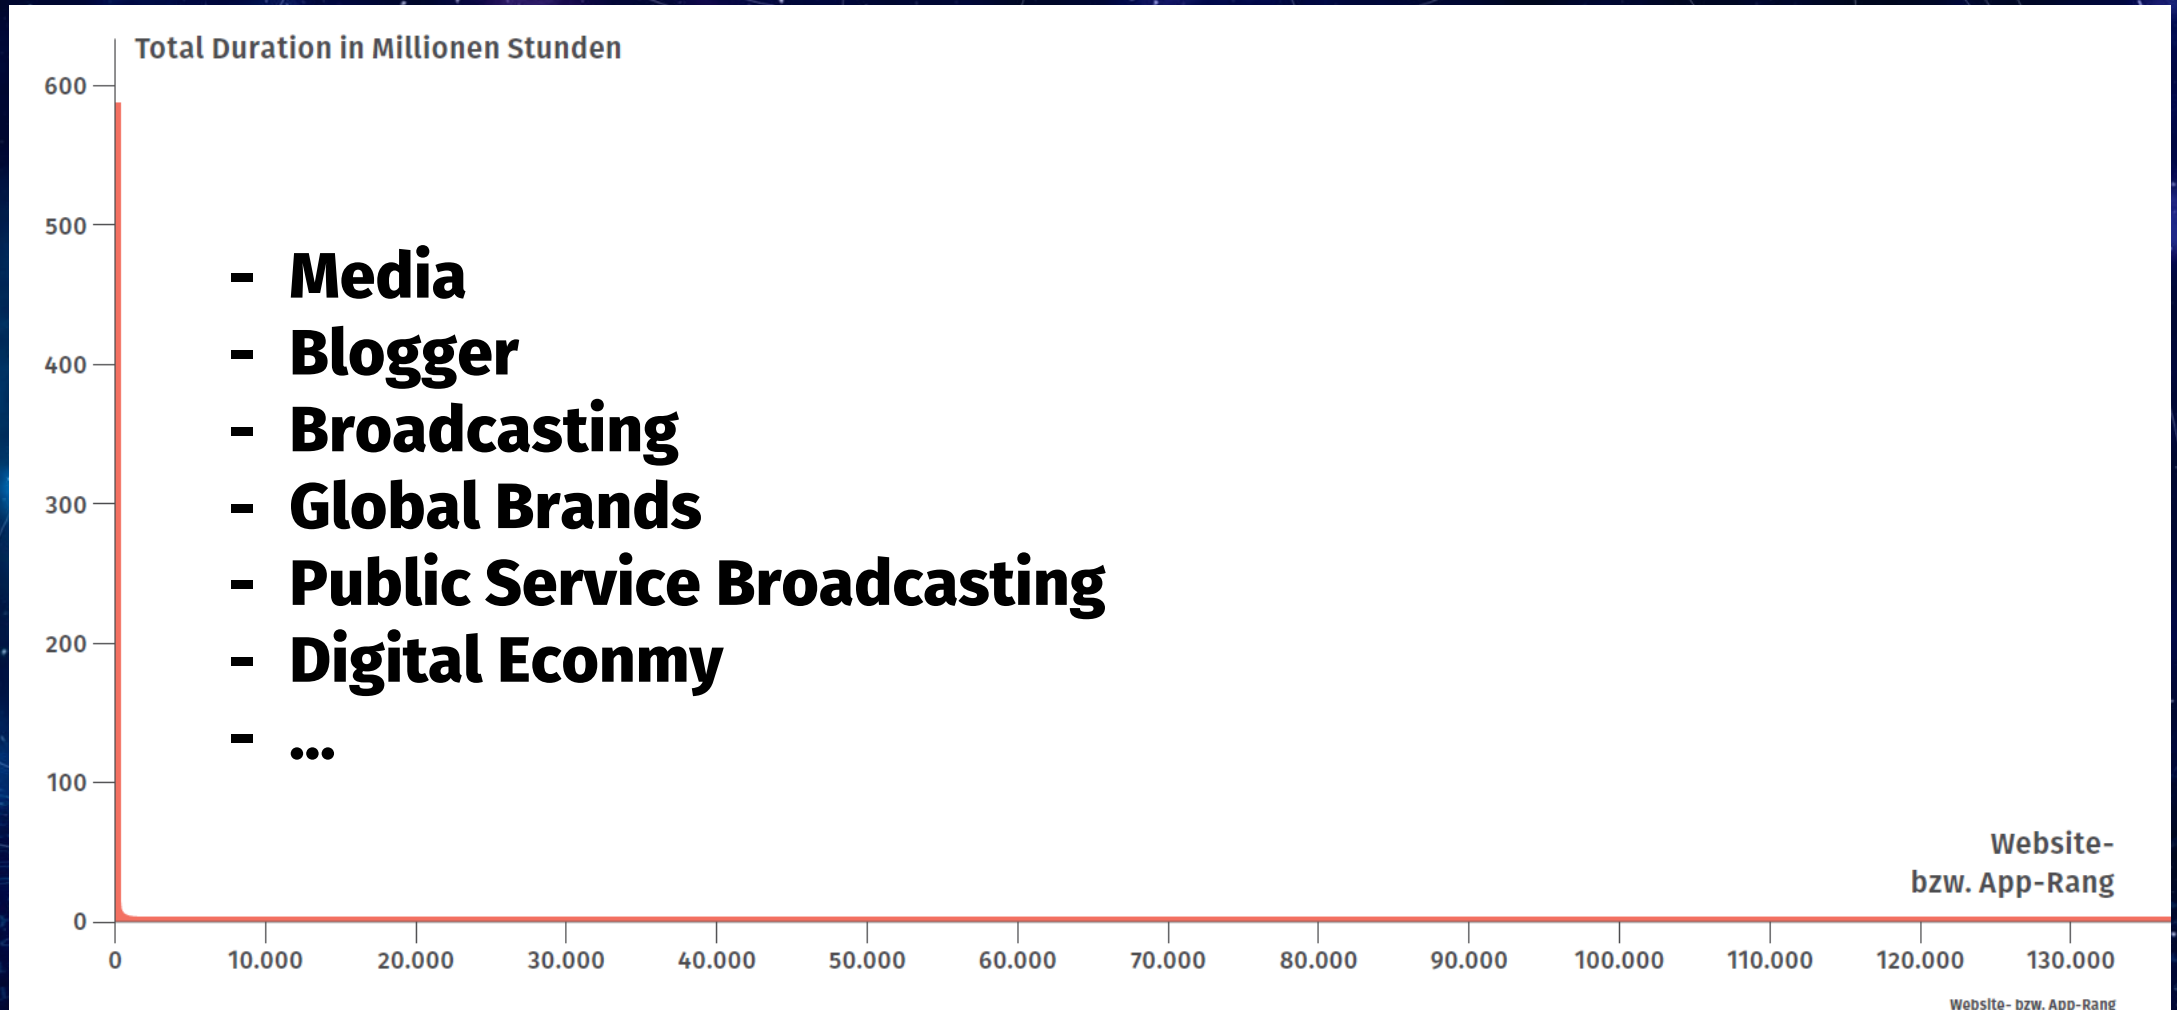 Total Duration in Millionen Stunden
600
500
400
300
200
100
0
- Media
- Blogger
- Broadcasting
- Global Brands
- Public Service Broadcasting
- Digital Econmy
- ...
Website-
bzw. App-Rang
0 10.000 20.000 30.000 40.000 50.000 60.000 70.000 80.000 90.000 100.000 110.000 120.000 130.000
Website- bzw. App-Rang